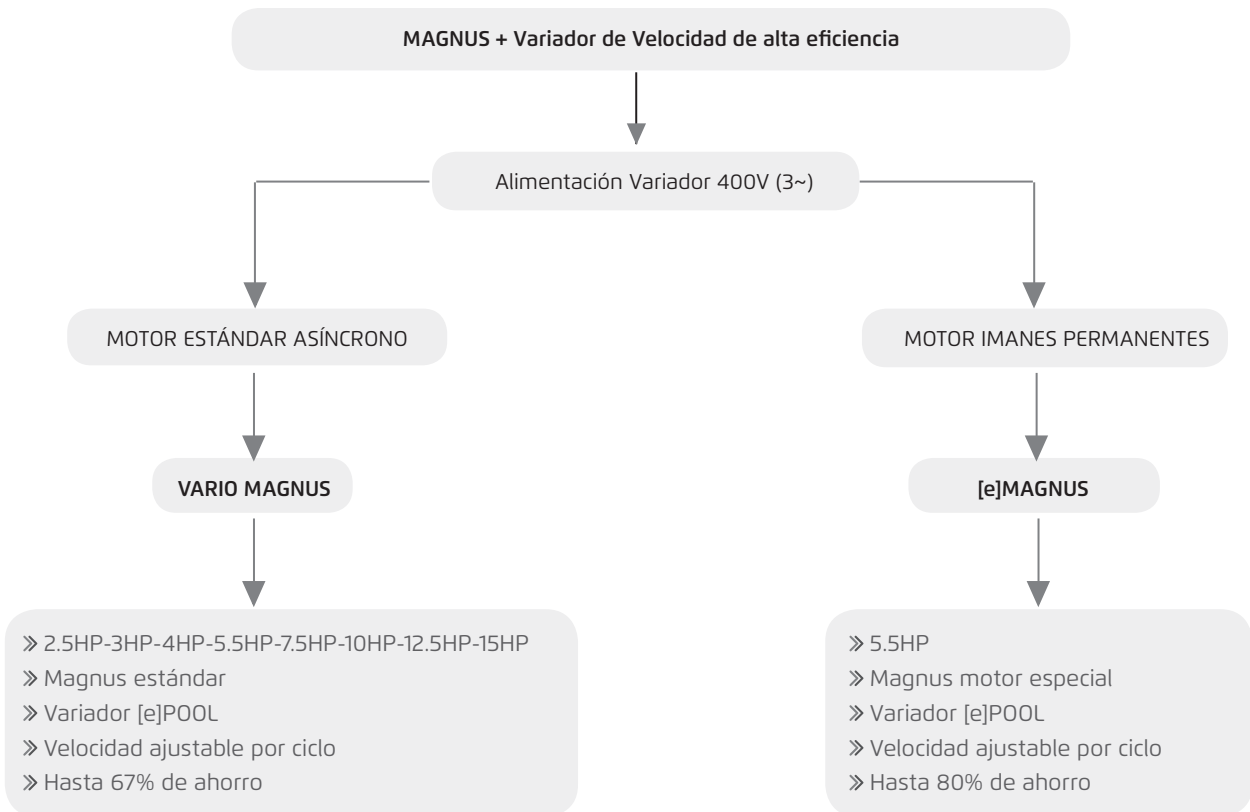 MAGNUS + Variador de Velocidad de alta eficiencia
Alimentación Variador 400V (3~)
MOTOR ESTÁNDAR ASÍNCRONO
MOTOR IMANES PERMANENTES
VARIO MAGNUS
[e]MAGNUS
» 2.5HP-3HP-4HP-5.5HP-7.5HP-10HP-12.5HP-15HP
» Magnus estándar
» Variador [e]POOL
» Velocidad ajustable por ciclo
» Hasta 67% de ahorro
» 5.5HP
» Magnus motor especial
» Variador [e]POOL
» Velocidad ajustable por ciclo
» Hasta 80% de ahorro